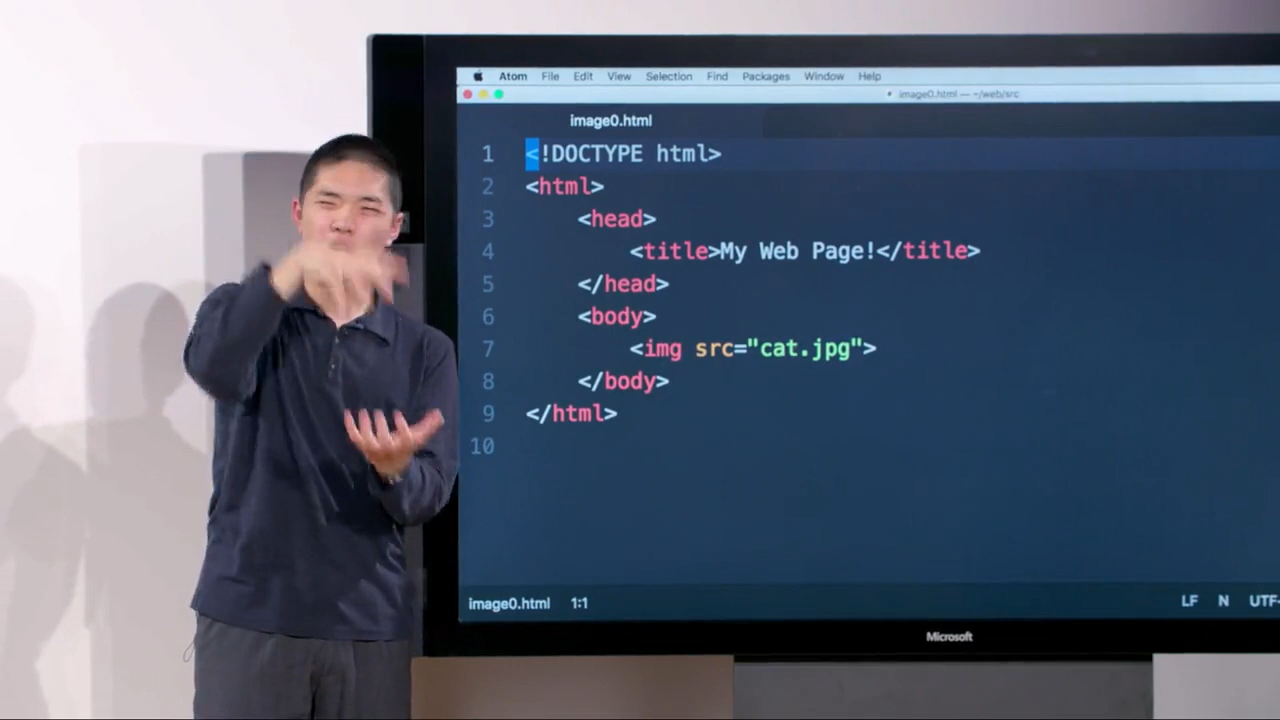 Atom File Edit View Selection Find Packages Window Help
image0.html — ~/web/src
image0.html
1 <!DOCTYPE html>
2 <html>
3 <head>
4 <title>My Web Page!</title>
5 </head>
6 <body>
7 <img src="cat.jpg">
8 </body>
9 </html>
10
image0.html 1:1 LF N UTF-
Microsoft